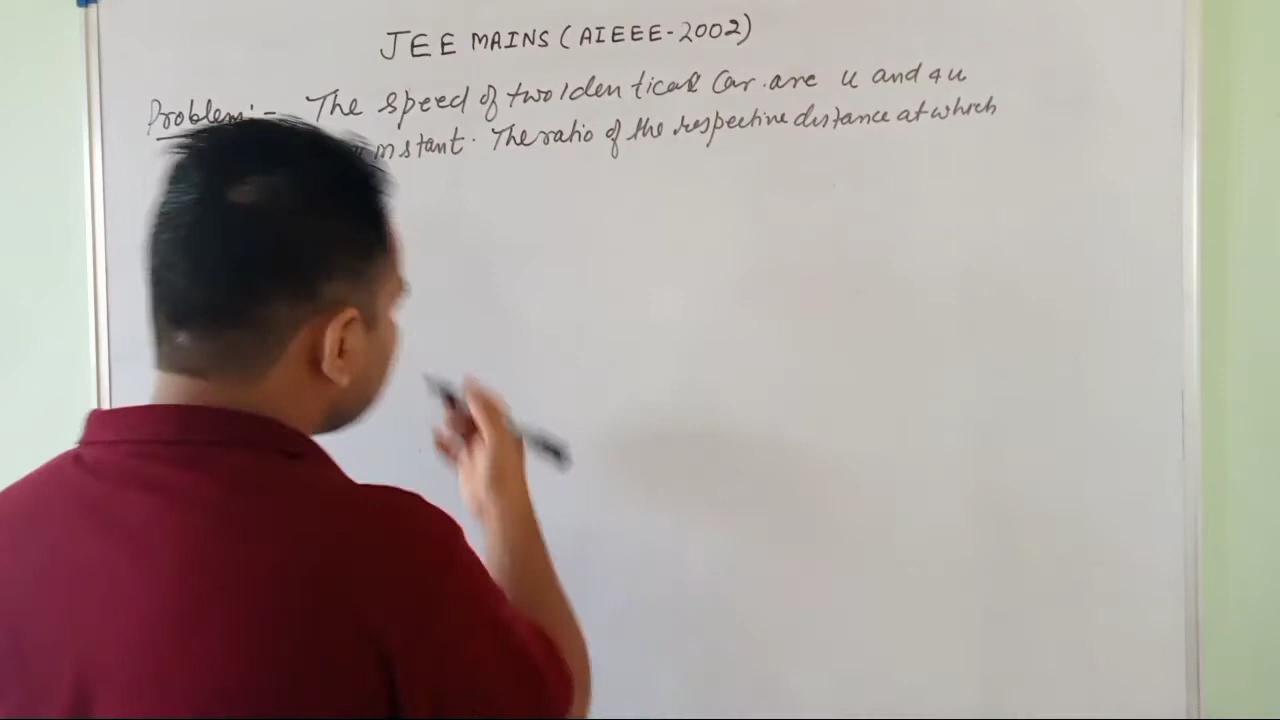 JEE MAINS (AIEEE-2002)
Problem:- The speed of two Identical Car are u and 4u
instant. The ratio of the respective distance at which